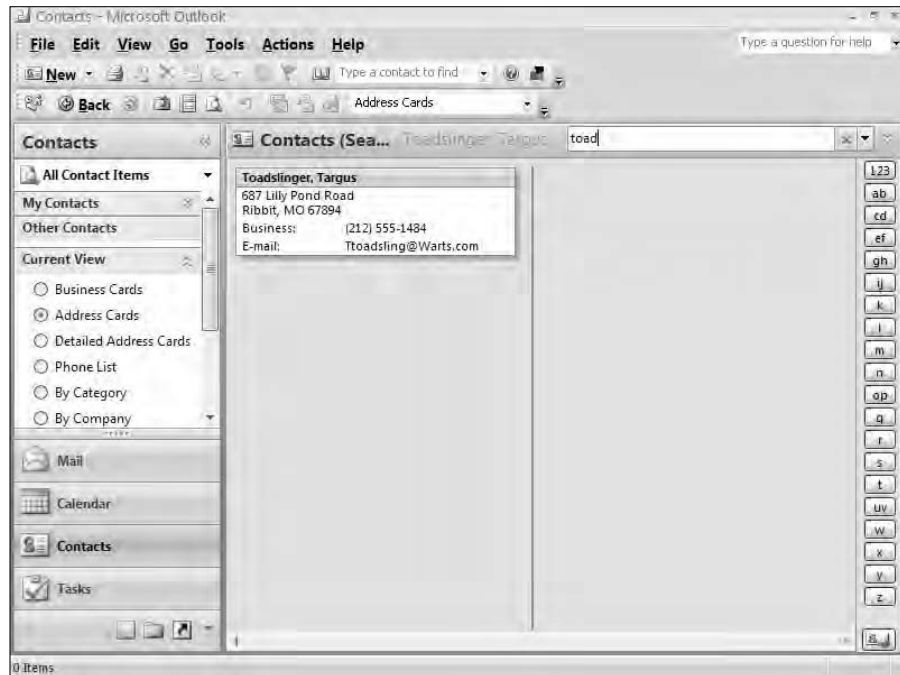 Contacts - Microsoft Outlook
File Edit View Go Tools Actions Help
Type a question for help
New
Type a contact to find
Back
Address Cards
Contacts
Contacts (Sea... Toadslinger, Targus
toad
All Contact Items
My Contacts
Other Contacts
Current View
Business Cards
Address Cards
Detailed Address Cards
Phone List
By Category
By Company
Mail
Calendar
Contacts
Tasks
Toadslinger, Targus
687 Lilly Pond Road
Ribbit, MO 67894
Business: (212) 555-1484
E-mail: Ttoadsling@Warts.com
123
ab
cd
ef
gh
ij
k
l
m
n
op
q
r
s
t
uv
w
x
y
z
0 Items